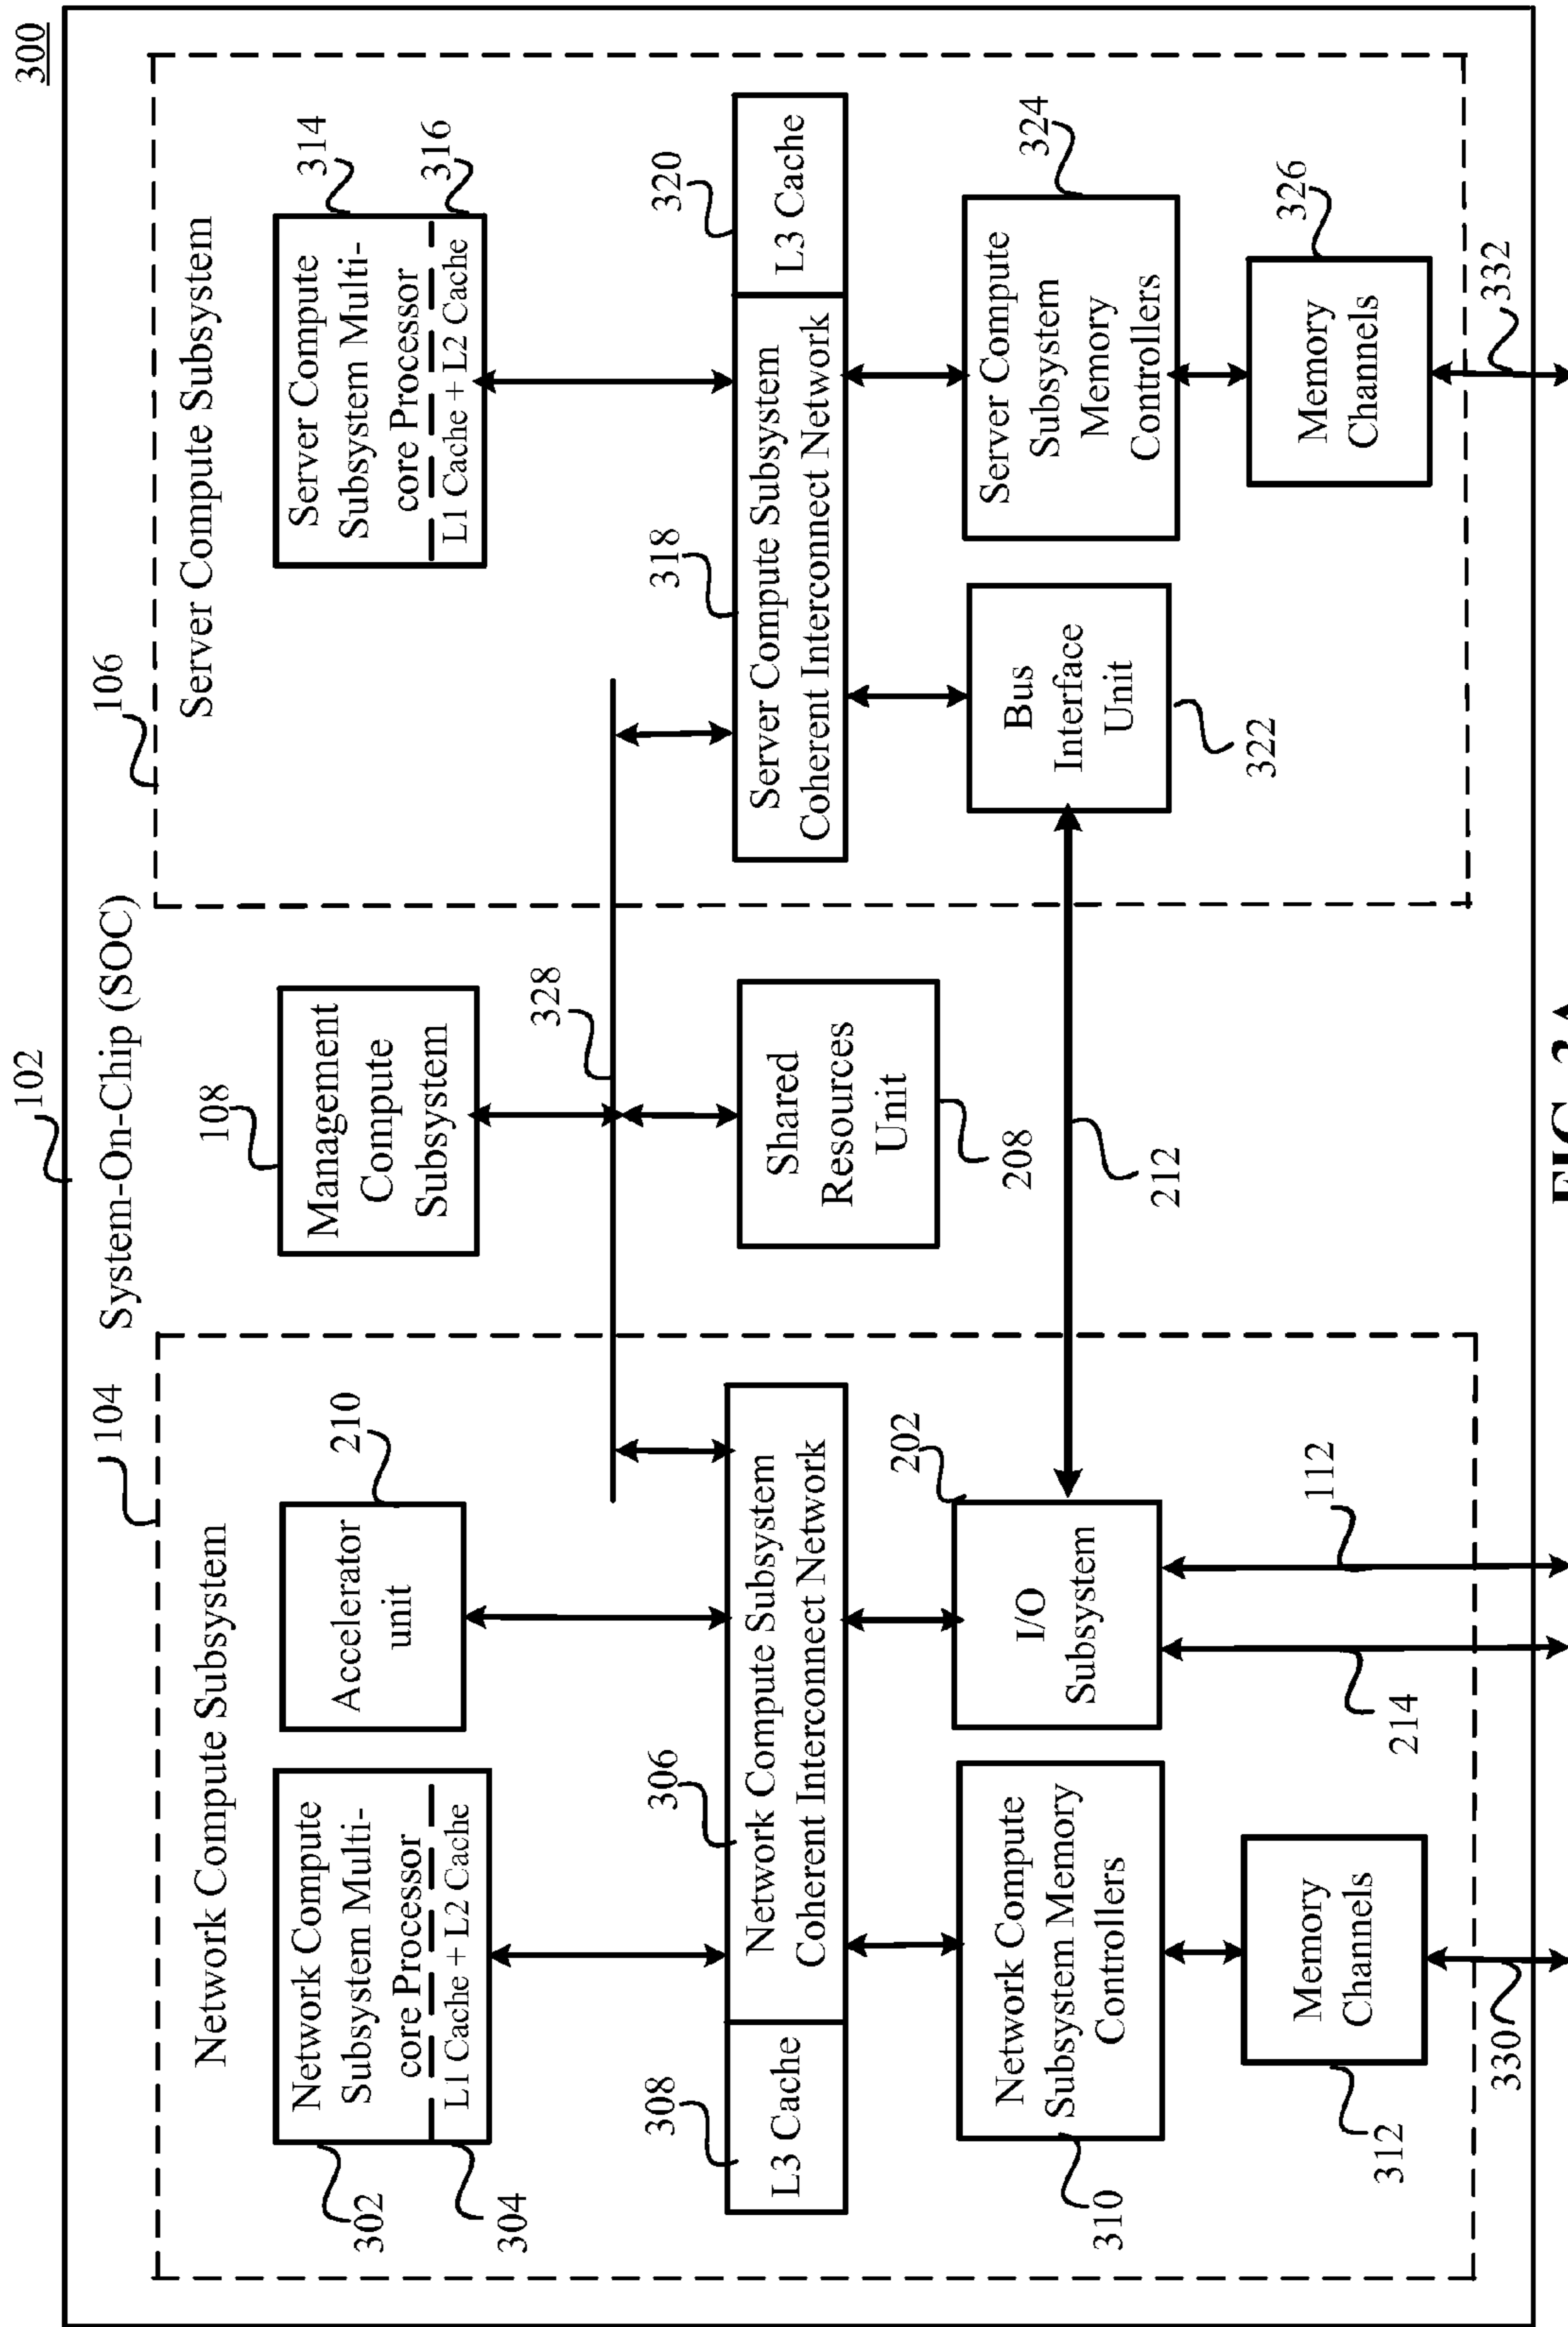 300
102
System-On-Chip (SOC)
104
Network Compute Subsystem
Network Compute
Subsystem Multi-
core Processor
L1 Cache + L2 Cache
302
304
Accelerator
unit
210
308
L3 Cache
306
Network Compute Subsystem
Coherent Interconnect Network
Network Compute
Subsystem Memory
Controllers
310
I/O
Subsystem
202
Memory
Channels
312
330
214
112
108
Management
Compute
Subsystem
328
Shared
Resources
Unit
208
212
106
Server Compute Subsystem
Server Compute
Subsystem Multi-
core Processor
L1 Cache + L2 Cache
314
316
318
Server Compute Subsystem
Coherent Interconnect Network
320
L3 Cache
Bus
Interface
Unit
322
Server Compute
Subsystem
Memory
Controllers
324
Memory
Channels
326
332
FIG. 3A